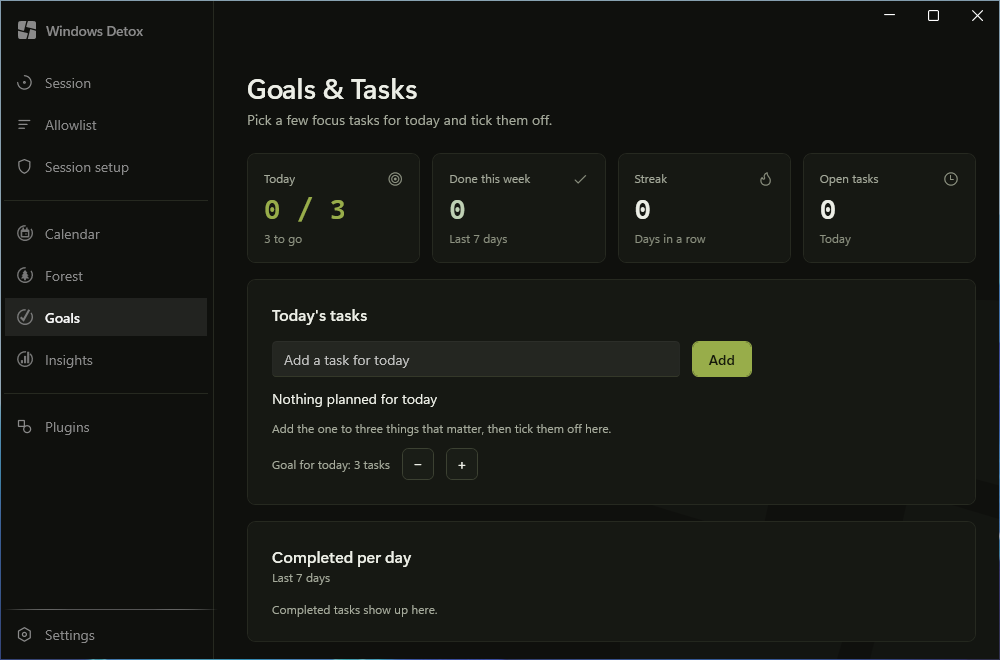 Windows Detox
Session
Allowlist
Session setup
Calendar
Forest
Goals
Insights
Plugins
Settings
Goals & Tasks
Pick a few focus tasks for today and tick them off.
Today
0 / 3
3 to go
Done this week
0
Last 7 days
Streak
0
Days in a row
Open tasks
0
Today
Today's tasks
Add a task for today
Add
Nothing planned for today
Add the one to three things that matter, then tick them off here.
Goal for today: 3 tasks − +
Completed per day
Last 7 days
Completed tasks show up here.